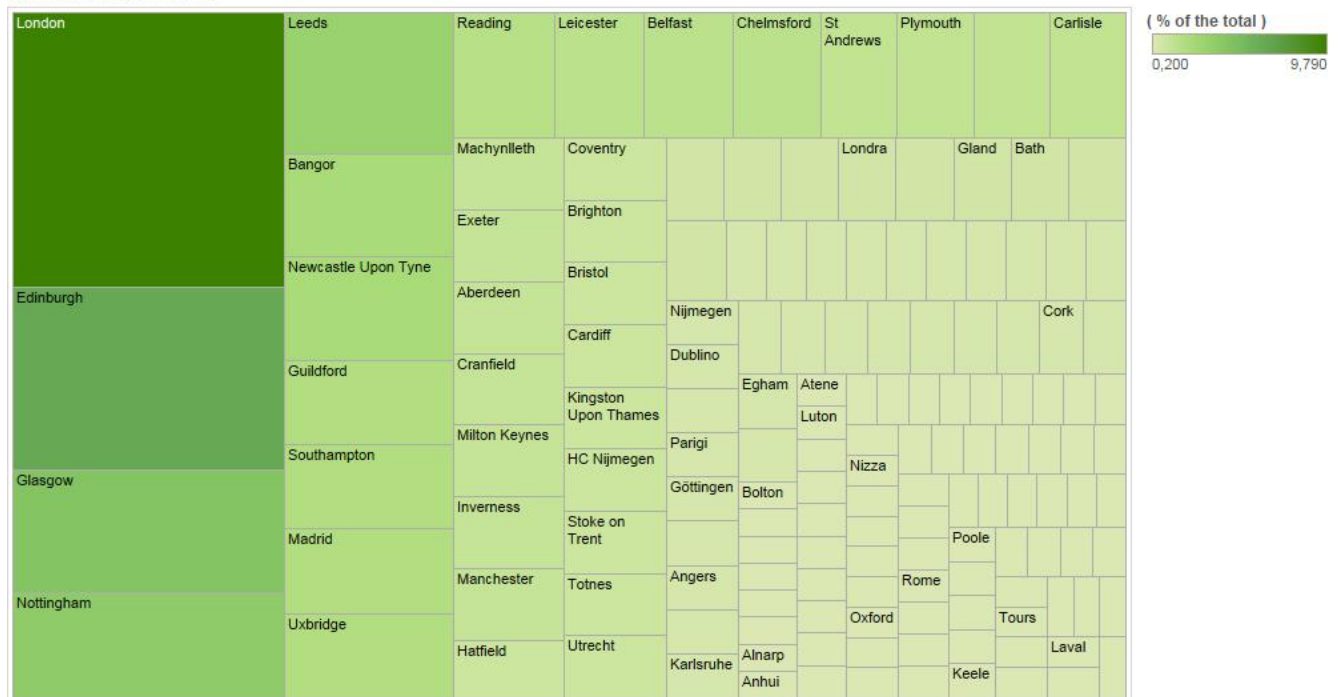 London
Edinburgh
Glasgow
Nottingham
Leeds
Bangor
Newcastle Upon Tyne
Guildford
Southampton
Madrid
Uxbridge
Reading
Leicester
Belfast
Chelmsford
St
Andrews
Plymouth
Carlisle
Machynlleth
Exeter
Aberdeen
Cranfield
Milton Keynes
Inverness
Manchester
Hatfield
Coventry
Brighton
Bristol
Cardiff
Kingston
Upon Thames
HC Nijmegen
Stoke on
Trent
Totnes
Utrecht
Londra
Gland
Bath
Nijmegen
Dublino
Parigi
Göttingen
Angers
Karlsruhe
Cork
Egham
Bolton
Alnarp
Anhui
Atene
Luton
Nizza
Oxford
Rome
Poole
Keele
Tours
Laval
( % of the total )
0,200
9,790